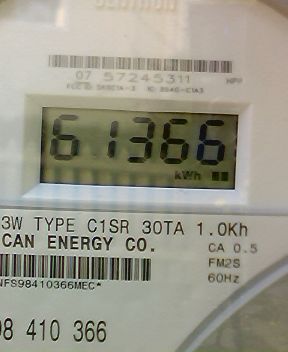 07 57245311
61366
kWh
3W TYPE C1SR 30TA 1.0Kh
CAN ENERGY CO.
CA 0.5
FM2S
60Hz
NFS98410366MEC*
98 410 366